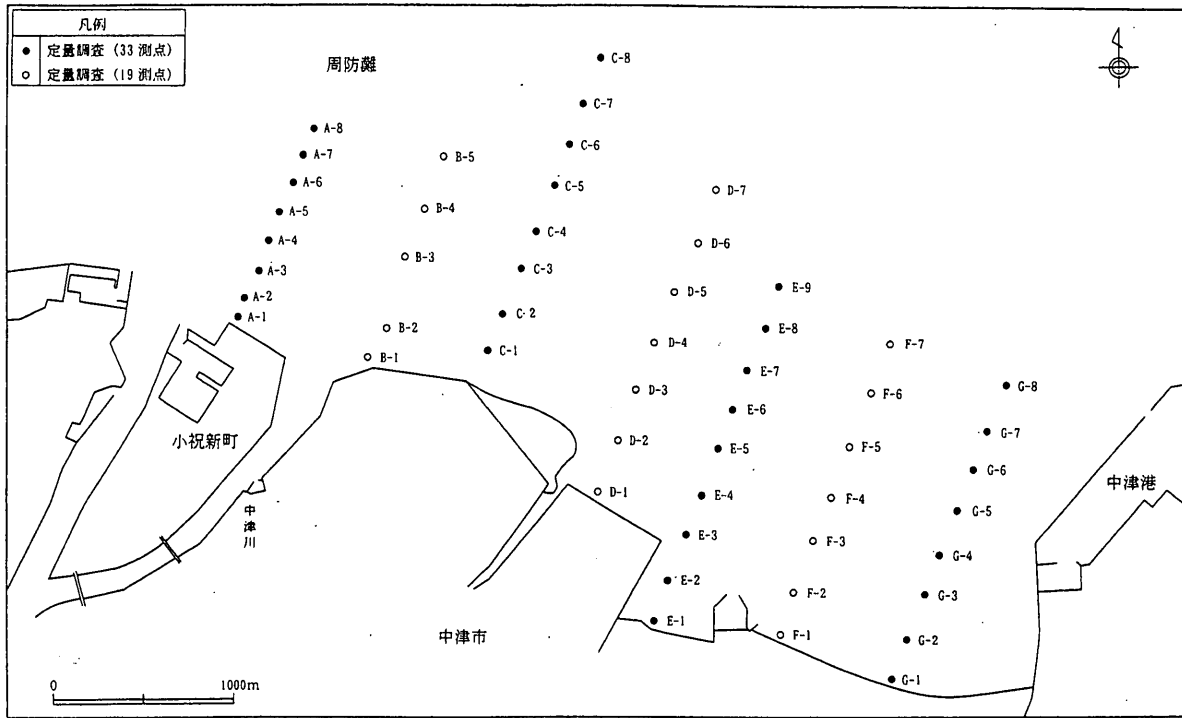 凡例
● 定量調査 (33 測点)
○ 定量調査 (19 測点)
周防灘
C-8
C-7
A-8
C-6
A-7
B-5
A-6
C-5
D-7
A-5
B-4
C-4
A-4
D-6
B-3
A-3
C-3
E-9
D-5
A-2
C-2
A-1
B-2
E-8
D-4
F-7
C-1
B-1
E-7
G-8
D-3
F-6
E-6
G-7
小祝新町
D-2
F-5
E-5
G-6
中津港
D-1
E-4
F-4
G-5
中津川
E-3
F-3
G-4
E-2
F-2
G-3
E-1
F-1
中津市
G-2
G-1
0 1000m